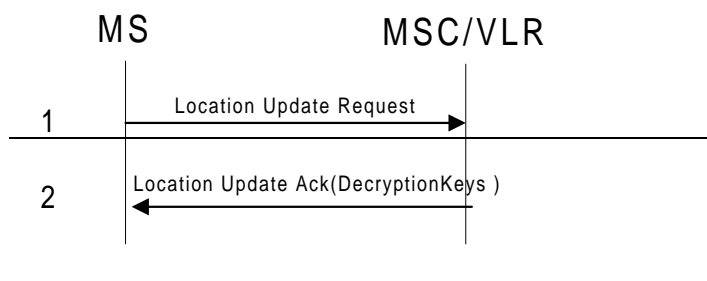 MS MSC/VLR
1 Location Update Request
2 Location Update Ack(DecryptionKeys )